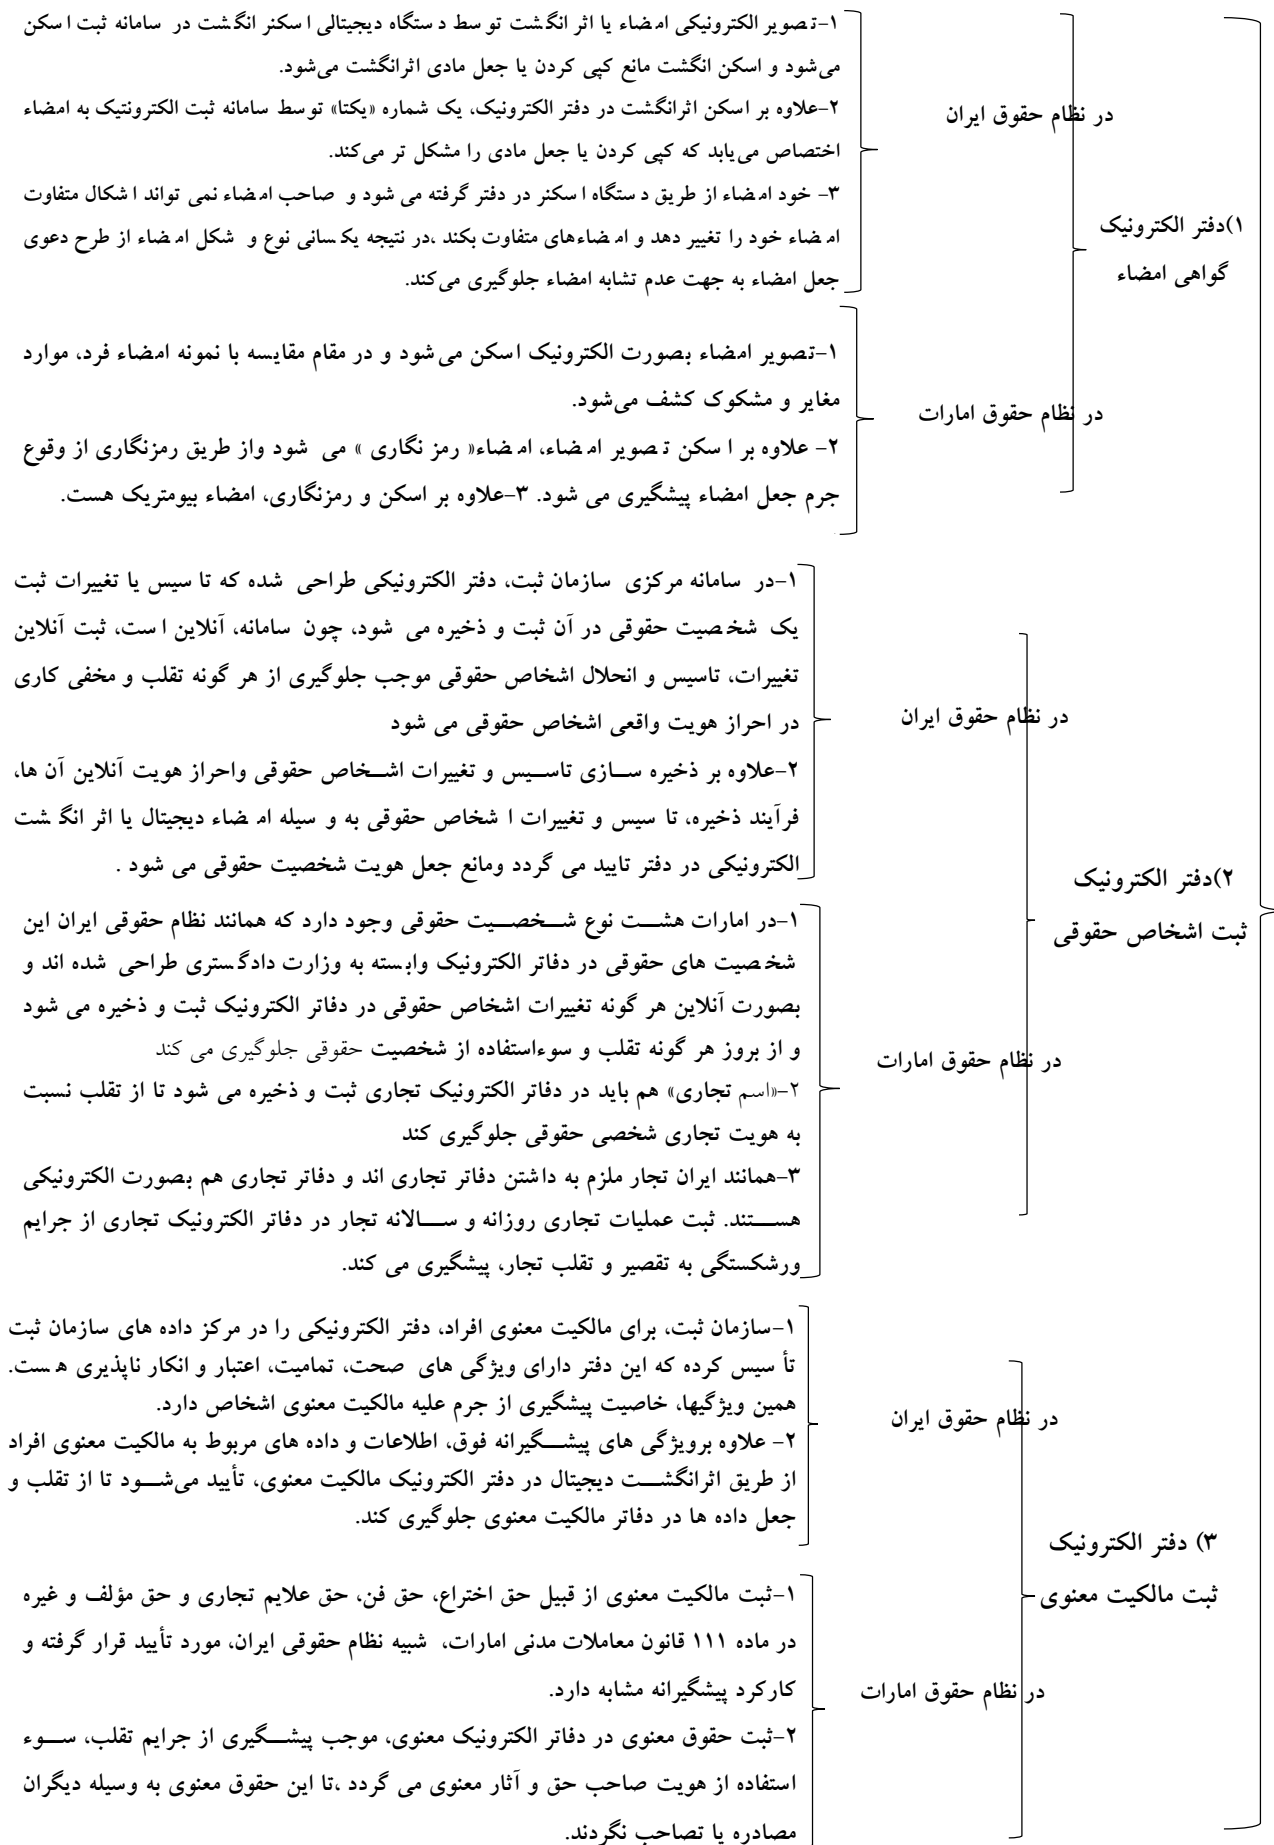 ۱)دفتر الکترونیک
گواهی امضاء
در نظام حقوق ایران
۱-تصویر الکترونیکی امضاء یا اثر انگشت توسط دستگاه دیجیتالی اسکنر انگشت در سامانه ثبت اسکن
می‌شود و اسکن انگشت مانع کپی کردن یا جعل مادی اثرانگشت می‌شود.
۲-علاوه بر اسکن اثرانگشت در دفتر الکترونیک، یک شماره «یکتا» توسط سامانه ثبت الکترونتیک به امضاء
اختصاص می‌یابد که کپی کردن یا جعل مادی را مشکل تر می‌کند.
۳- خود امضاء از طریق دستگاه اسکنر در دفتر گرفته می شود و صاحب امضاء نمی تواند اشکال متفاوت
امضاء خود را تغییر دهد و امضاءهای متفاوت بکند ،در نتیجه یکسانی نوع و شکل امضاء از طرح دعوی
جعل امضاء به جهت عدم تشابه امضاء جلوگیری می‌کند.
در نظام حقوق امارات
۱-تصویر امضاء بصورت الکترونیک اسکن می شود و در مقام مقایسه با نمونه امضاء فرد، موارد
مغایر و مشکوک کشف می‌شود.
۲- علاوه بر اسکن تصویر امضاء، امضاء« رمز نگاری » می شود واز طریق رمزنگاری از وقوع
جرم جعل امضاء پیشگیری می شود. ۳-علاوه بر اسکن و رمزنگاری، امضاء بیومتریک هست.
۲)دفتر الکترونیک
ثبت اشخاص حقوقی
در نظام حقوق ایران
۱-در سامانه مرکزی سازمان ثبت، دفتر الکترونیکی طراحی شده که تا سیس یا تغییرات ثبت
یک شخصیت حقوقی در آن ثبت و ذخیره می شود، چون سامانه، آنلاین است، ثبت آنلاین
تغییرات، تاسیس و انحلال اشخاص حقوقی موجب جلوگیری از هر گونه تقلب و مخفی کاری
در احراز هویت واقعی اشخاص حقوقی می شود
۲-علاوه بر ذخیره سازی تاسیس و تغییرات اشخاص حقوقی واحراز هویت آنلاین آن ها،
فرآیند ذخیره، تا سیس و تغییرات اشخاص حقوقی به وسیله امضاء دیجیتال یا اثر انگشت
الکترونیکی در دفتر تایید می گردد ومانع جعل هویت شخصیت حقوقی می شود .
در نظام حقوق امارات
۱-در امارات هشت نوع شخصیت حقوقی وجود دارد که همانند نظام حقوقی ایران این
شخصیت های حقوقی در دفاتر الکترونیک وابسته به وزارت دادگستری طراحی شده اند و
بصورت آنلاین هر گونه تغییرات اشخاص حقوقی در دفاتر الکترونیک ثبت و ذخیره می شود
و از بروز هر گونه تقلب و سوءاستفاده از شخصیت حقوقی جلوگیری می کند
۲-«اسم تجاری» هم باید در دفاتر الکترونیک تجاری ثبت و ذخیره می شود تا از تقلب نسبت
به هویت تجاری شخصی حقوقی جلوگیری کند
۳-همانند ایران تجار ملزم به داشتن دفاتر تجاری اند و دفاتر تجاری هم بصورت الکترونیکی
هستند. ثبت عملیات تجاری روزانه و سالانه تجار در دفاتر الکترونیک تجاری از جرایم
ورشکستگی به تقصیر و تقلب تجار، پیشگیری می کند.
۳) دفتر الکترونیک
ثبت مالکیت معنوی
در نظام حقوق ایران
۱-سازمان ثبت، برای مالکیت معنوی افراد، دفتر الکترونیکی را در مرکز داده های سازمان ثبت
تأ سیس کرده که این دفتر دارای ویژگی های صحت، تمامیت، اعتبار و انکار ناپذیری هست.
همین ویژگیها، خاصیت پیشگیری از جرم علیه مالکیت معنوی اشخاص دارد.
۲- علاوه برویژگی های پیشگیرانه فوق، اطلاعات و داده های مربوط به مالکیت معنوی افراد
از طریق اثرانگشت دیجیتال در دفتر الکترونیک مالکیت معنوی، تأیید می‌شود تا از تقلب و
جعل داده ها در دفاتر مالکیت معنوی جلوگیری کند.
در نظام حقوق امارات
۱-ثبت مالکیت معنوی از قبیل حق اختراع، حق فن، حق علایم تجاری و حق مؤلف و غیره
در ماده ۱۱۱ قانون معاملات مدنی امارات، شبیه نظام حقوقی ایران، مورد تأیید قرار گرفته و
کارکرد پیشگیرانه مشابه دارد.
۲-ثبت حقوق معنوی در دفاتر الکترونیک معنوی، موجب پیشگیری از جرایم تقلب، سوء
استفاده از هویت صاحب حق و آثار معنوی می گردد ،تا این حقوق معنوی به وسیله دیگران
مصادره یا تصاحب نگردند.